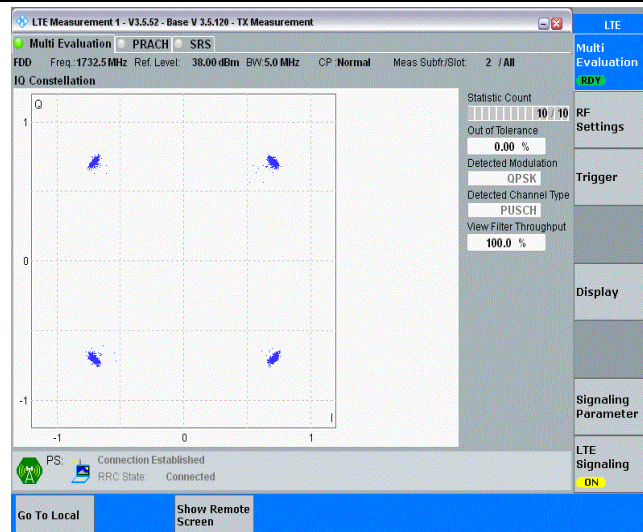 LTE Measurement 1 - V3.5.52 - Base V 3.5.120 - TX Measurement
LTE
Multi Evaluation PRACH SRS
Multi
Evaluation
RDY
FDD Freq.:1732.5 MHz Ref. Level: 38.00 dBm BW:5.0 MHz CP :Normal Meas Subfr./Slot: 2 / All
IQ Constellation
Q
1
0
-1
-1 0 1
I
Statistic Count
10 / 10
Out of Tolerance
0.00 %
Detected Modulation
QPSK
Detected Channel Type
PUSCH
View Filter Throughput
100.0 %
RF
Settings
Trigger
Display
Signaling
Parameter
LTE
Signaling
ON
PS: Connection Established
RRC State: Connected
Go To Local
Show Remote
Screen